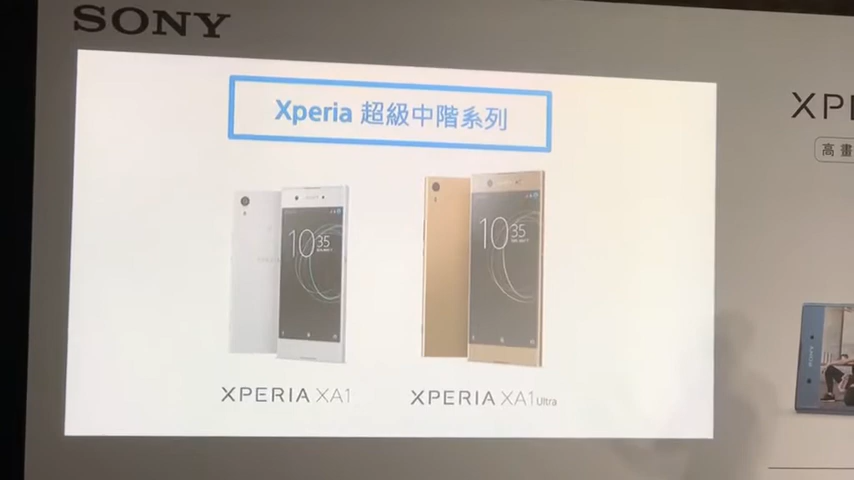 SONY
Xperia 超級中階系列
10 35
10 35
XPERIA XA1
XPERIA XA1 Ultra
XPE
高畫